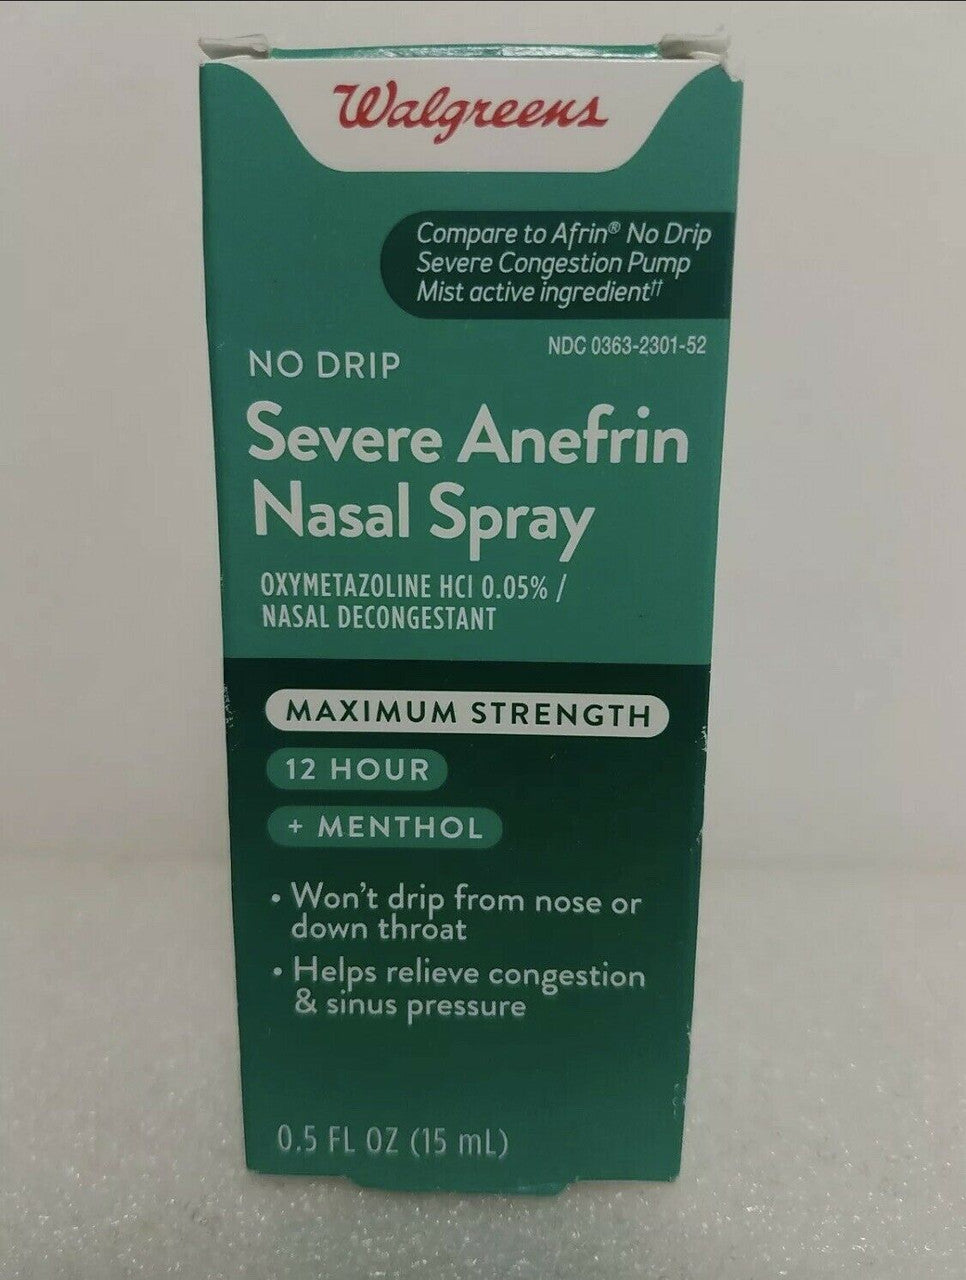 Walgreens
Compare to Afrin® No Drip
Severe Congestion Pump
Mist active ingredient††
NDC 0363-2301-52
NO DRIP
Severe Anefrin
Nasal Spray
OXYMETAZOLINE HCl 0.05% /
NASAL DECONGESTANT
MAXIMUM STRENGTH
12 HOUR
+ MENTHOL
• Won't drip from nose or
down throat
• Helps relieve congestion
& sinus pressure
0.5 FL OZ (15 mL)